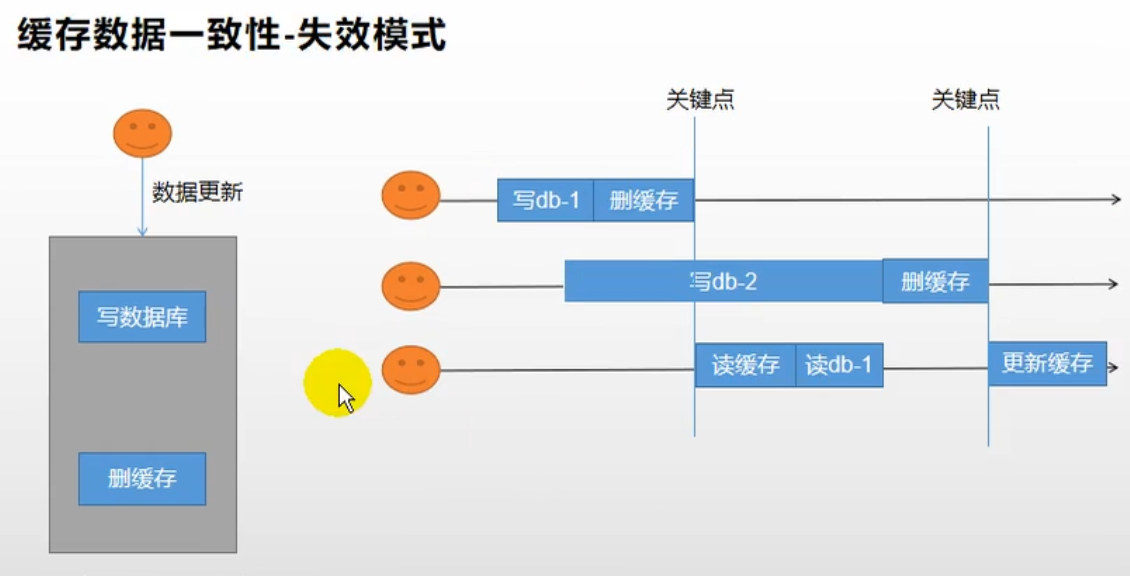 缓存数据一致性-失效模式
关键点
关键点
数据更新
写数据库
删缓存
写db-1
删缓存
写db-2
删缓存
读缓存
读db-1
更新缓存